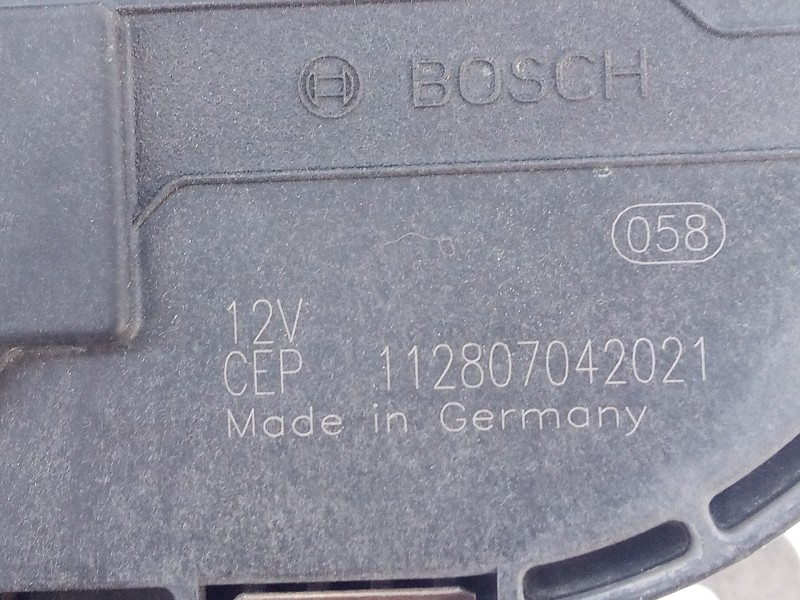 BOSCH
058
12V
CEP 112807042021
Made in Germany